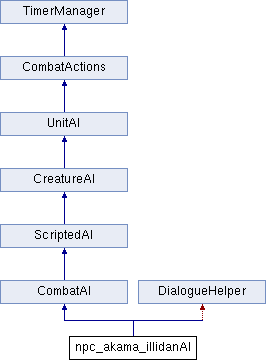 TimerManager
CombatActions
UnitAI
CreatureAI
ScriptedAI
CombatAI
DialogueHelper
npc_akama_illidanAI